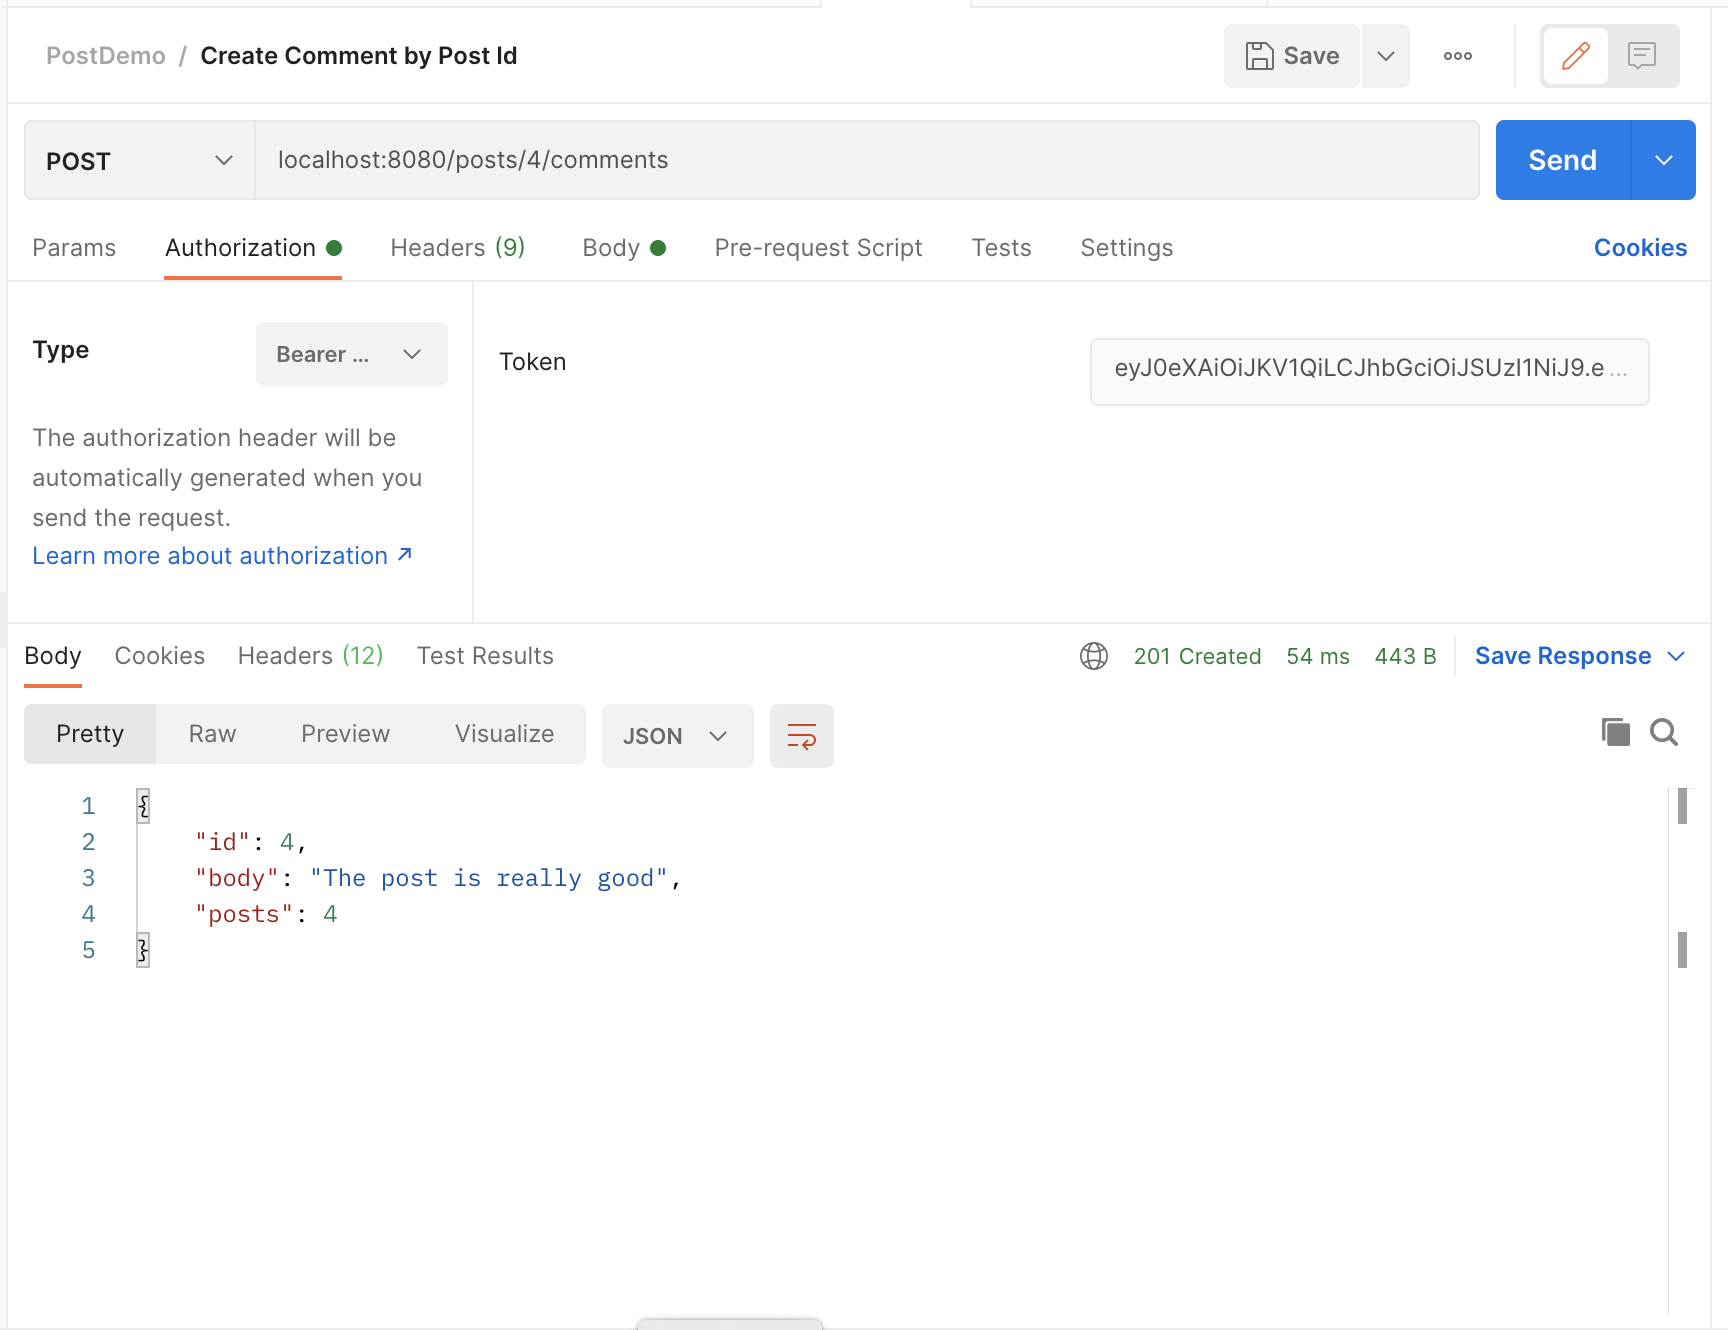 PostDemo / Create Comment by Post Id
Save
POST
localhost:8080/posts/4/comments
Send
Params Authorization Headers (9) Body Pre-request Script Tests Settings Cookies
Type
Bearer ...
Token
eyJ0eXAiOiJKV1QiLCJhbGciOiJSUzI1NiJ9.e...
The authorization header will be
automatically generated when you
send the request.
Learn more about authorization ↗
Body Cookies Headers (12) Test Results 201 Created 54 ms 443 B Save Response
Pretty Raw Preview Visualize JSON
1 {
2 "id": 4,
3 "body": "The post is really good",
4 "posts": 4
5 }